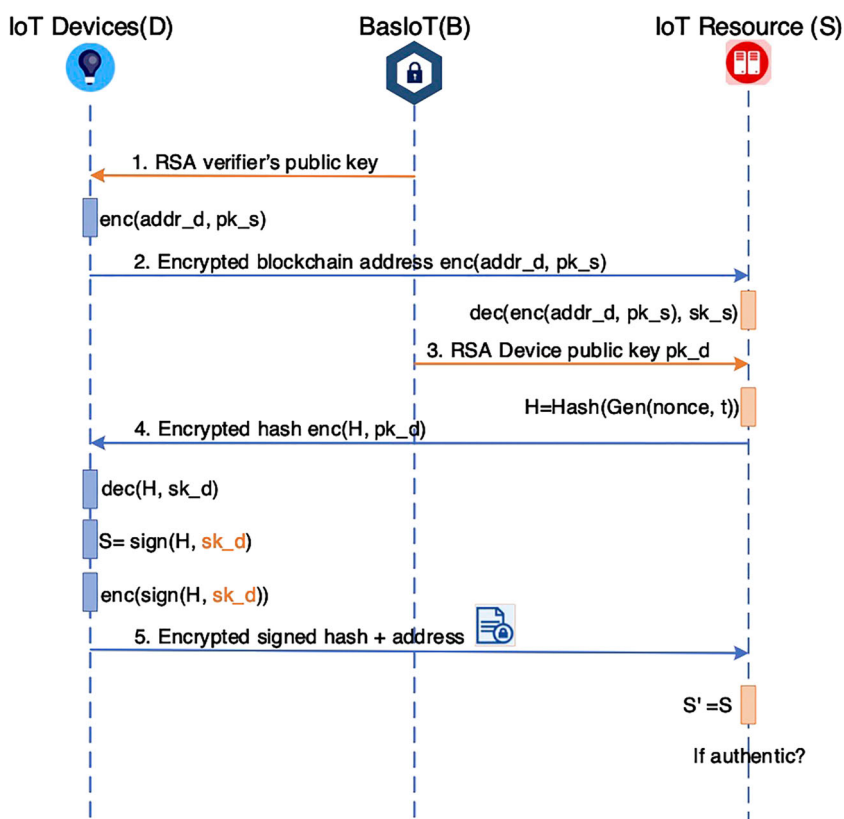 IoT Devices(D)
BasIoT(B)
IoT Resource (S)
1. RSA verifier's public key
enc(addr_d, pk_s)
2. Encrypted blockchain address enc(addr_d, pk_s)
dec(enc(addr_d, pk_s), sk_s)
3. RSA Device public key pk_d
H=Hash(Gen(nonce, t))
4. Encrypted hash enc(H, pk_d)
dec(H, sk_d)
S= sign(H, sk_d)
enc(sign(H, sk_d))
5. Encrypted signed hash + address
S' =S
If authentic?